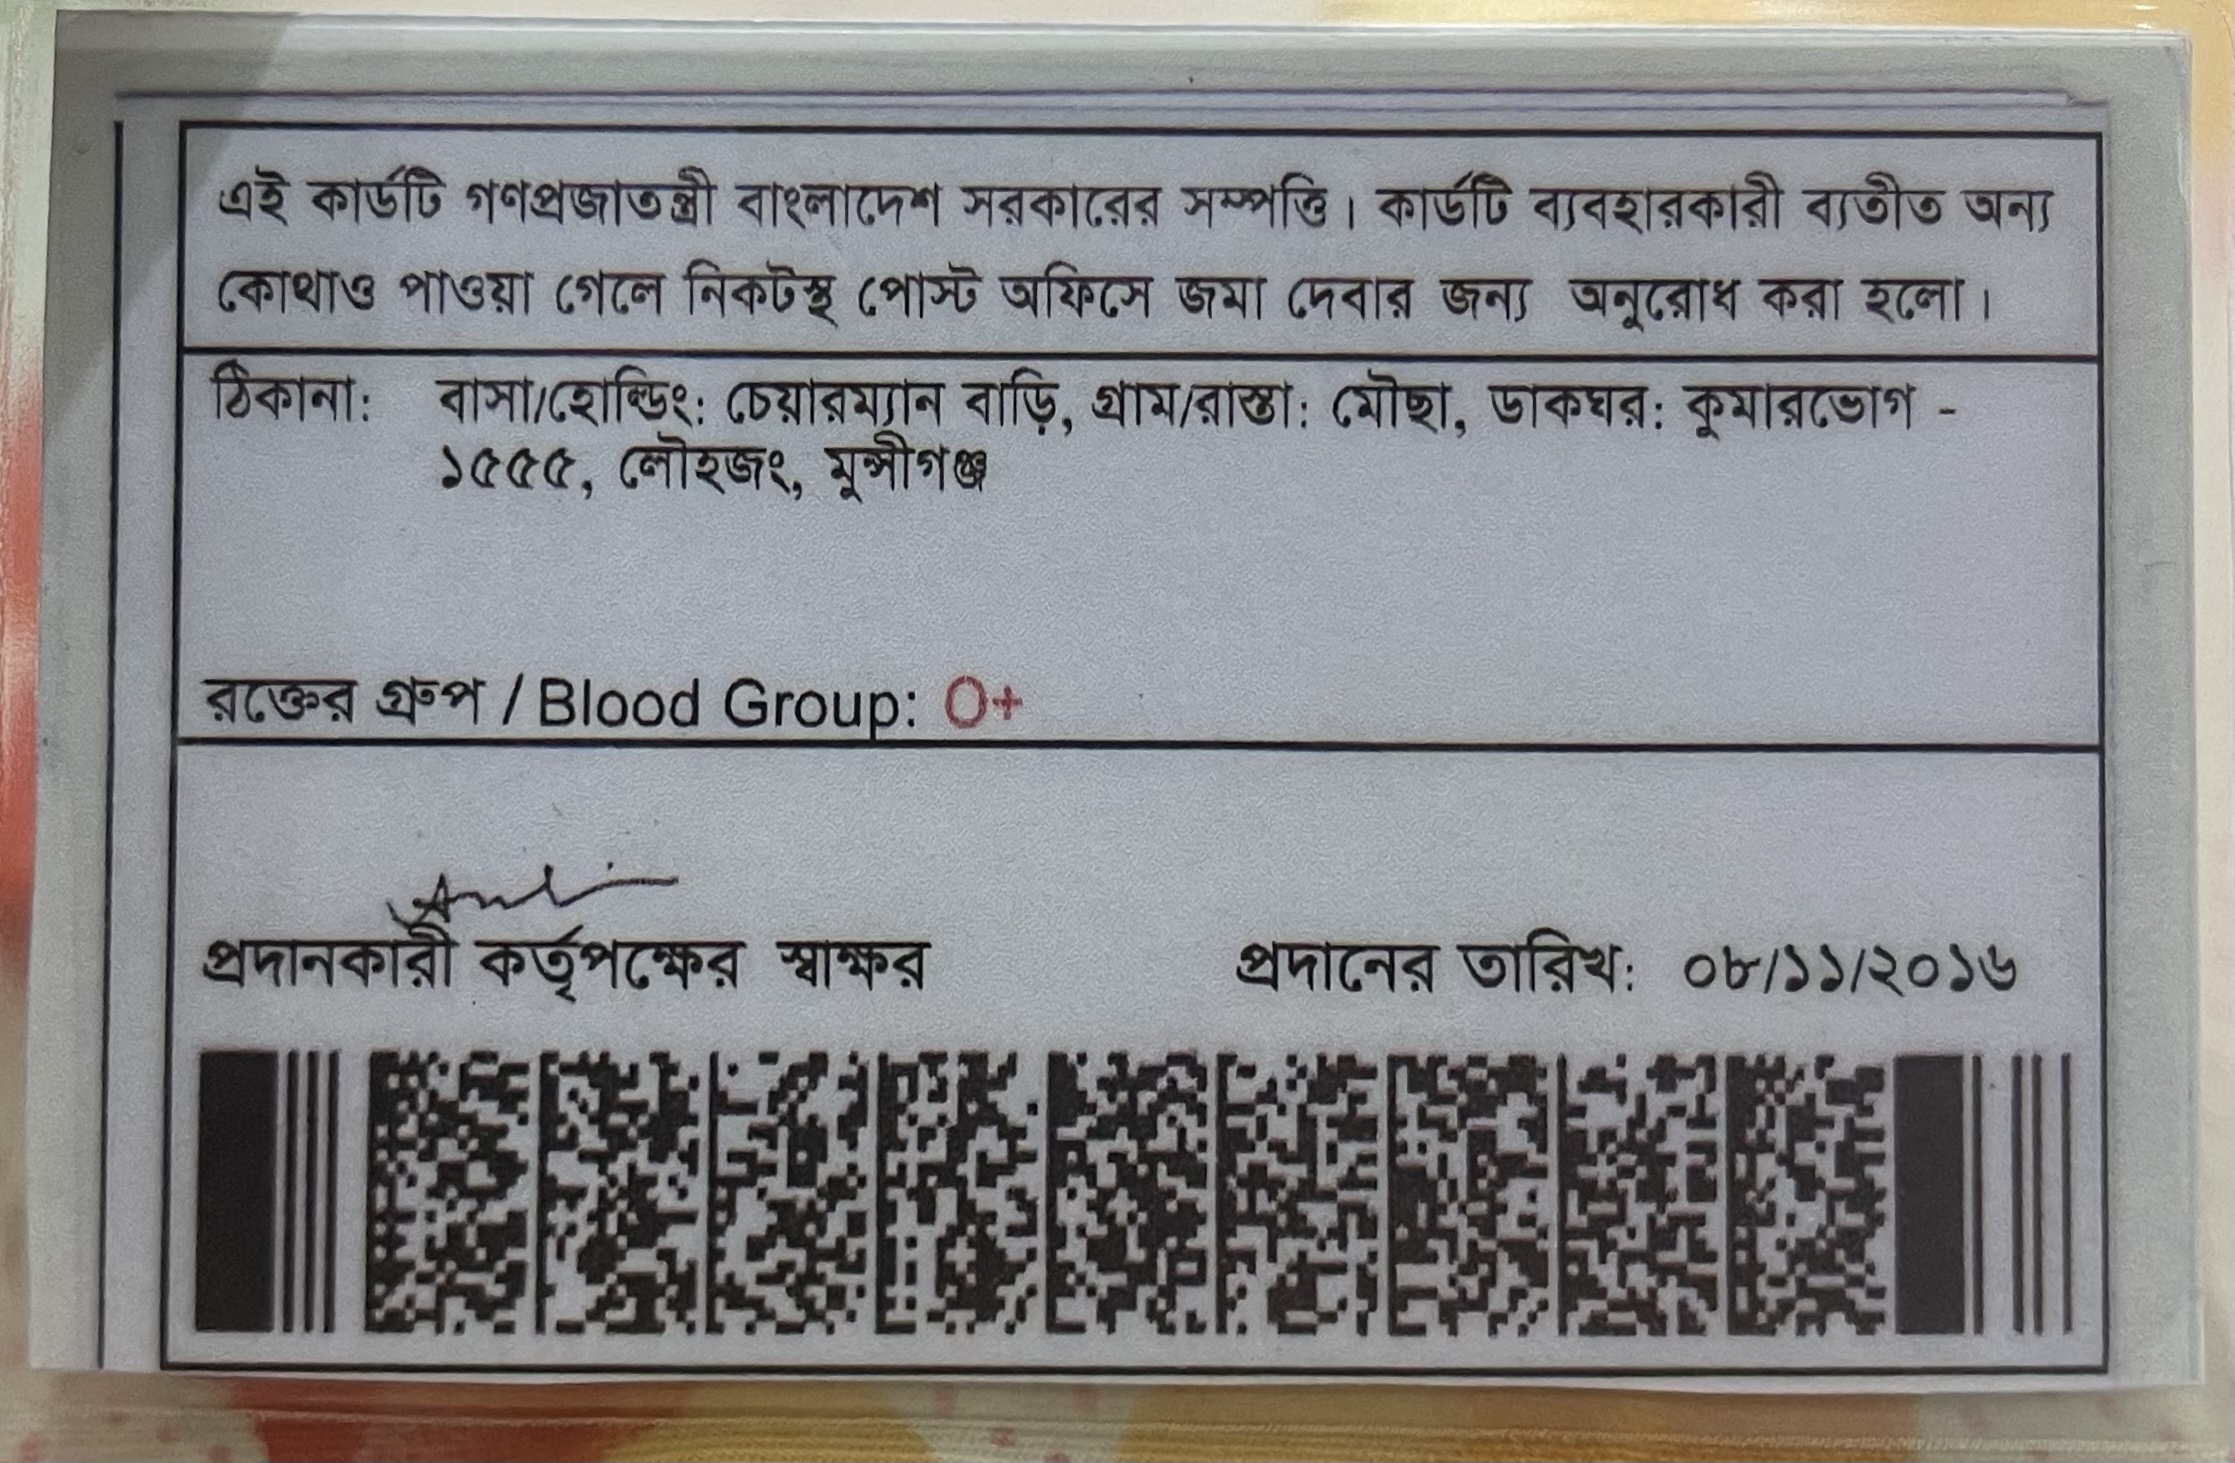 এই কার্ডটি গণপ্রজাতন্ত্রী বাংলাদেশ সরকারের সম্পত্তি। কার্ডটি ব্যবহারকারী ব্যতীত অন্য
কোথাও পাওয়া গেলে নিকটস্থ পোস্ট অফিসে জমা দেবার জন্য অনুরোধ করা হলো।
ঠিকানা: বাসা/হোল্ডিং: চেয়ারম্যান বাড়ি, গ্রাম/রাস্তা: মৌছা, ডাকঘর: কুমারভোগ -
১৫৫৫, লৌহজং, মুন্সীগঞ্জ
রক্তের গ্রুপ / Blood Group: O+
প্রদানকারী কর্তৃপক্ষের স্বাক্ষর প্রদানের তারিখ: ০৮/১১/২০১৬